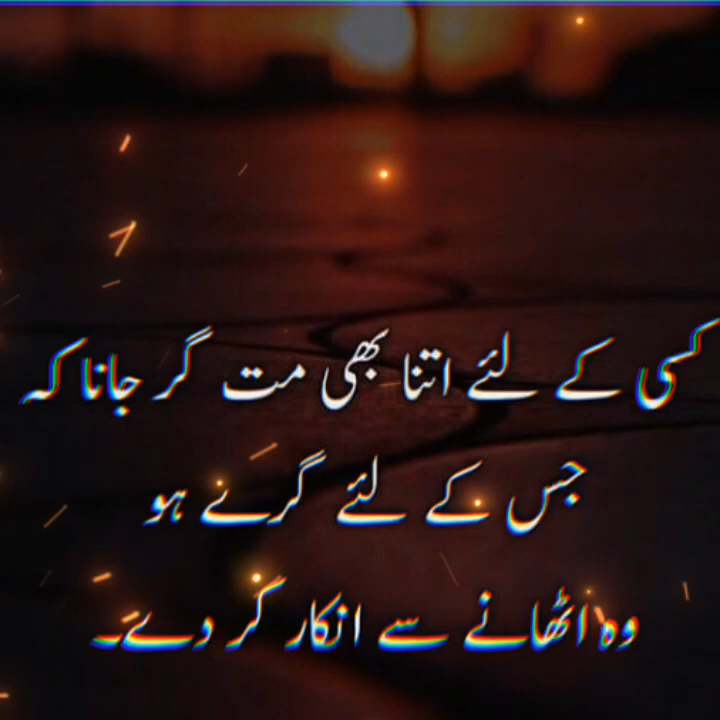 کسی کے لئے اتنا بھی مت گر جانا کہ
جس کے لئے گرنے ہو
وہ اٹھانے سے انکار کر دے۔